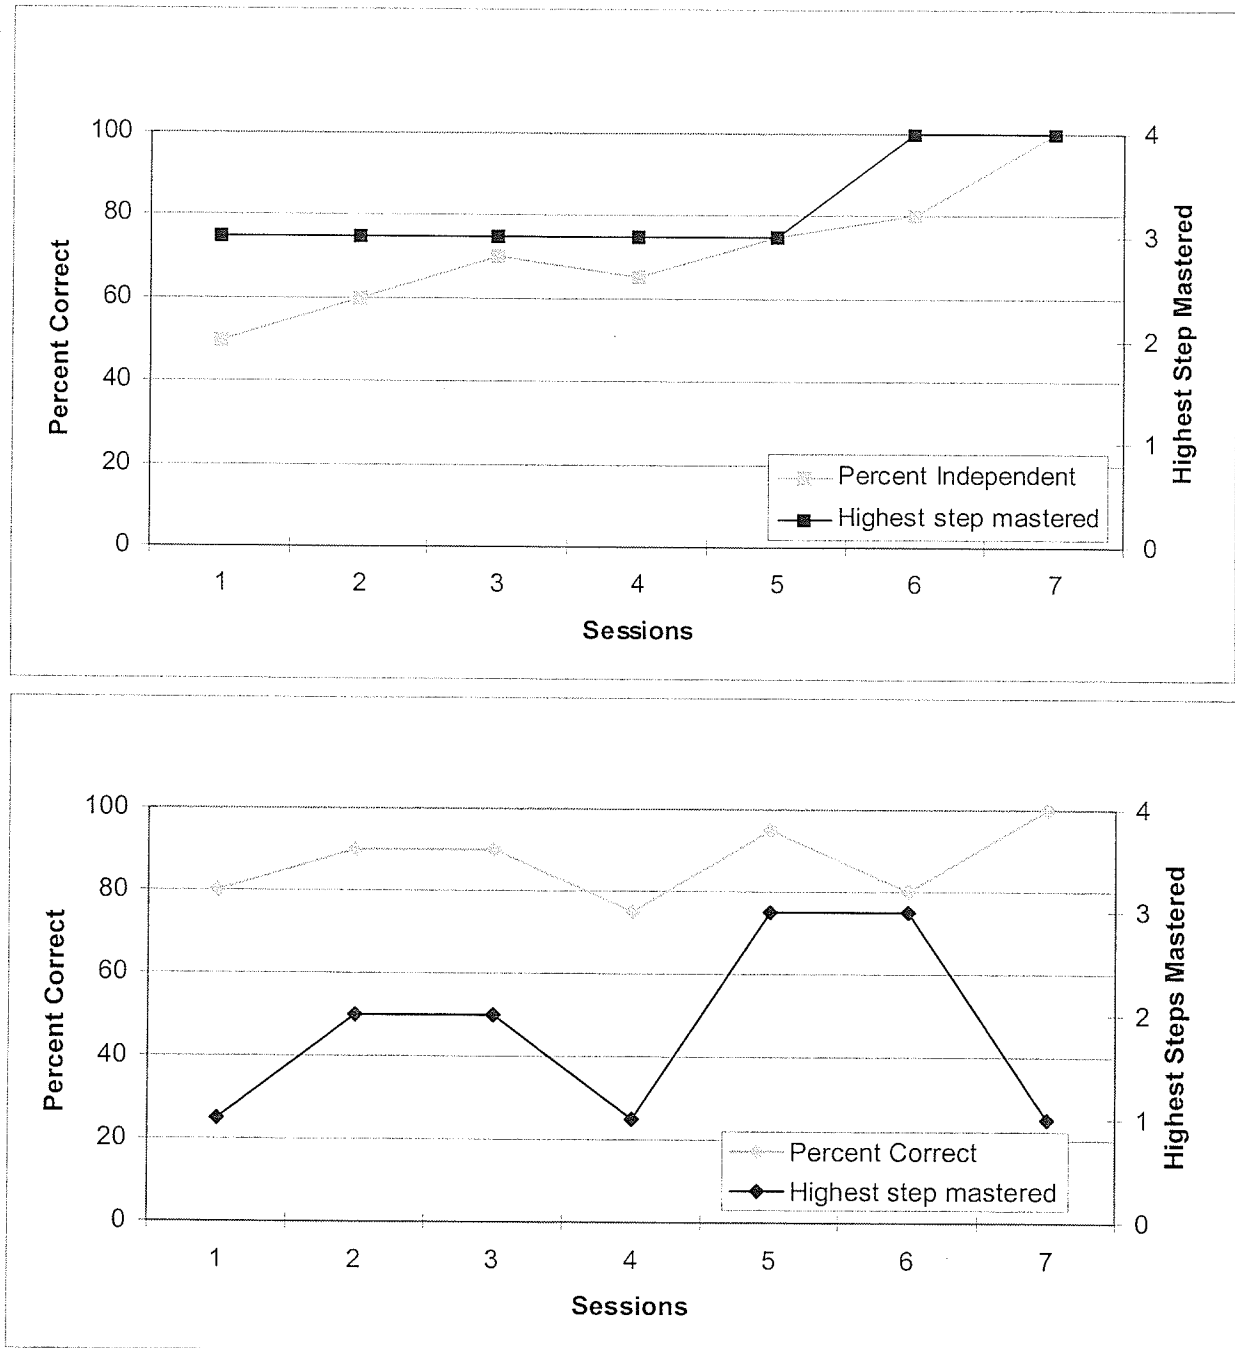 100
80
60
40
20
0
Percent Correct
4
3
2
1
0
Highest Step Mastered
Percent Independent
Highest step mastered
1 2 3 4 5 6 7
Sessions
100
80
60
40
20
0
Percent Correct
4
3
2
1
0
Highest Steps Mastered
Percent Correct
Highest step mastered
1 2 3 4 5 6 7
Sessions